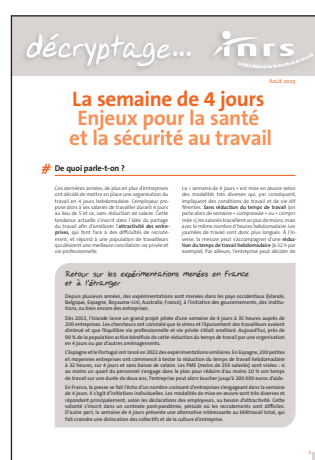 décryptage...
inrs
Institut National de Recherche et de Sécurité
Août 2023
La semaine de 4 jours
Enjeux pour la santé
et la sécurité au travail
# De quoi parle-t-on ?
Ces dernières années, de plus en plus d'entreprises
ont décidé de mettre en place une organisation du
travail en 4 jours hebdomadaire. L'employeur pro-
pose alors à ses salariés de travailler durant 4 jours
au lieu de 5 et ce, sans réduction de salaire. Cette
tendance actuelle s'inscrit dans l'idée du partage
du travail afin d'améliorer l'attractivité des entre-
prises, qui font face à des difficultés de recrute-
ment, et répond à une population de travailleurs
qui désirent une meilleure conciliation vie privée et
vie professionnelle.
La « semaine de 4 jours » est mise en œuvre selon
des modalités très diverses qui, par conséquent,
impliquent des conditions de travail et de vie dif-
férentes. Sans réduction du temps de travail (on
parle alors de semaine « compressée » ou « compri-
mée »), les salariés travaillent un jour de moins, mais
avec le même nombre d'heures hebdomadaires. Les
journées de travail sont donc plus longues. À l'in-
verse, la mesure peut s'accompagner d'une réduc-
tion du temps de travail hebdomadaire (à 32 h par
exemple). Par ailleurs, l'entreprise peut décider de
Retour sur les expérimentations menées en France
et à l'étranger
Depuis plusieurs années, des expérimentations sont menées dans les pays occidentaux (Islande,
Belgique, Espagne, Royaume-Uni, Australie, France), à l'initiative des gouvernements, des institu-
tions, ou bien encore des entreprises.
Dès 2015, l'Islande lance un grand projet pilote d'une semaine de 4 jours à 35 heures auprès de
200 entreprises. Les chercheurs ont constaté que le stress et l'épuisement des travailleurs avaient
diminué et que l'équilibre vie professionnelle et vie privée s'était amélioré. Aujourd'hui, près de
90 % de la population active bénéficie de cette réduction du temps de travail par une organisation
en 4 jours ou par d'autres aménagements.
L'Espagne et le Portugal ont lancé en 2022 des expérimentations similaires. En Espagne, 200 petites
et moyennes entreprises ont commencé à tenter la réduction du temps de travail hebdomadaire
à 32 heures, sur 4 jours et sans baisse de salaire. Les PME (moins de 250 salariés) sont visées : si
au moins un quart du personnel s'engage dans le plan pour réduire d'au moins 10 % son temps
de travail sur une durée de deux ans, l'entreprise peut alors toucher jusqu'à 200 000 euros d'aide.
En France, la presse se fait l'écho d'un nombre croissant d'entreprises s'engageant dans la semaine
de 4 jours. Il s'agit d'initiatives individuelles. Les modalités de mise en œuvre sont très diverses et
répondent principalement, selon les déclarations des employeurs, au besoin d'attractivité. Cette
volonté s'inscrit dans un contexte post-pandémie, période où les recrutements sont difficiles.
D'autre part, la semaine de 4 jours présente une alternative intéressante au télétravail total, qui
fait craindre une dislocation des collectifs et de la culture d'entreprise.
1